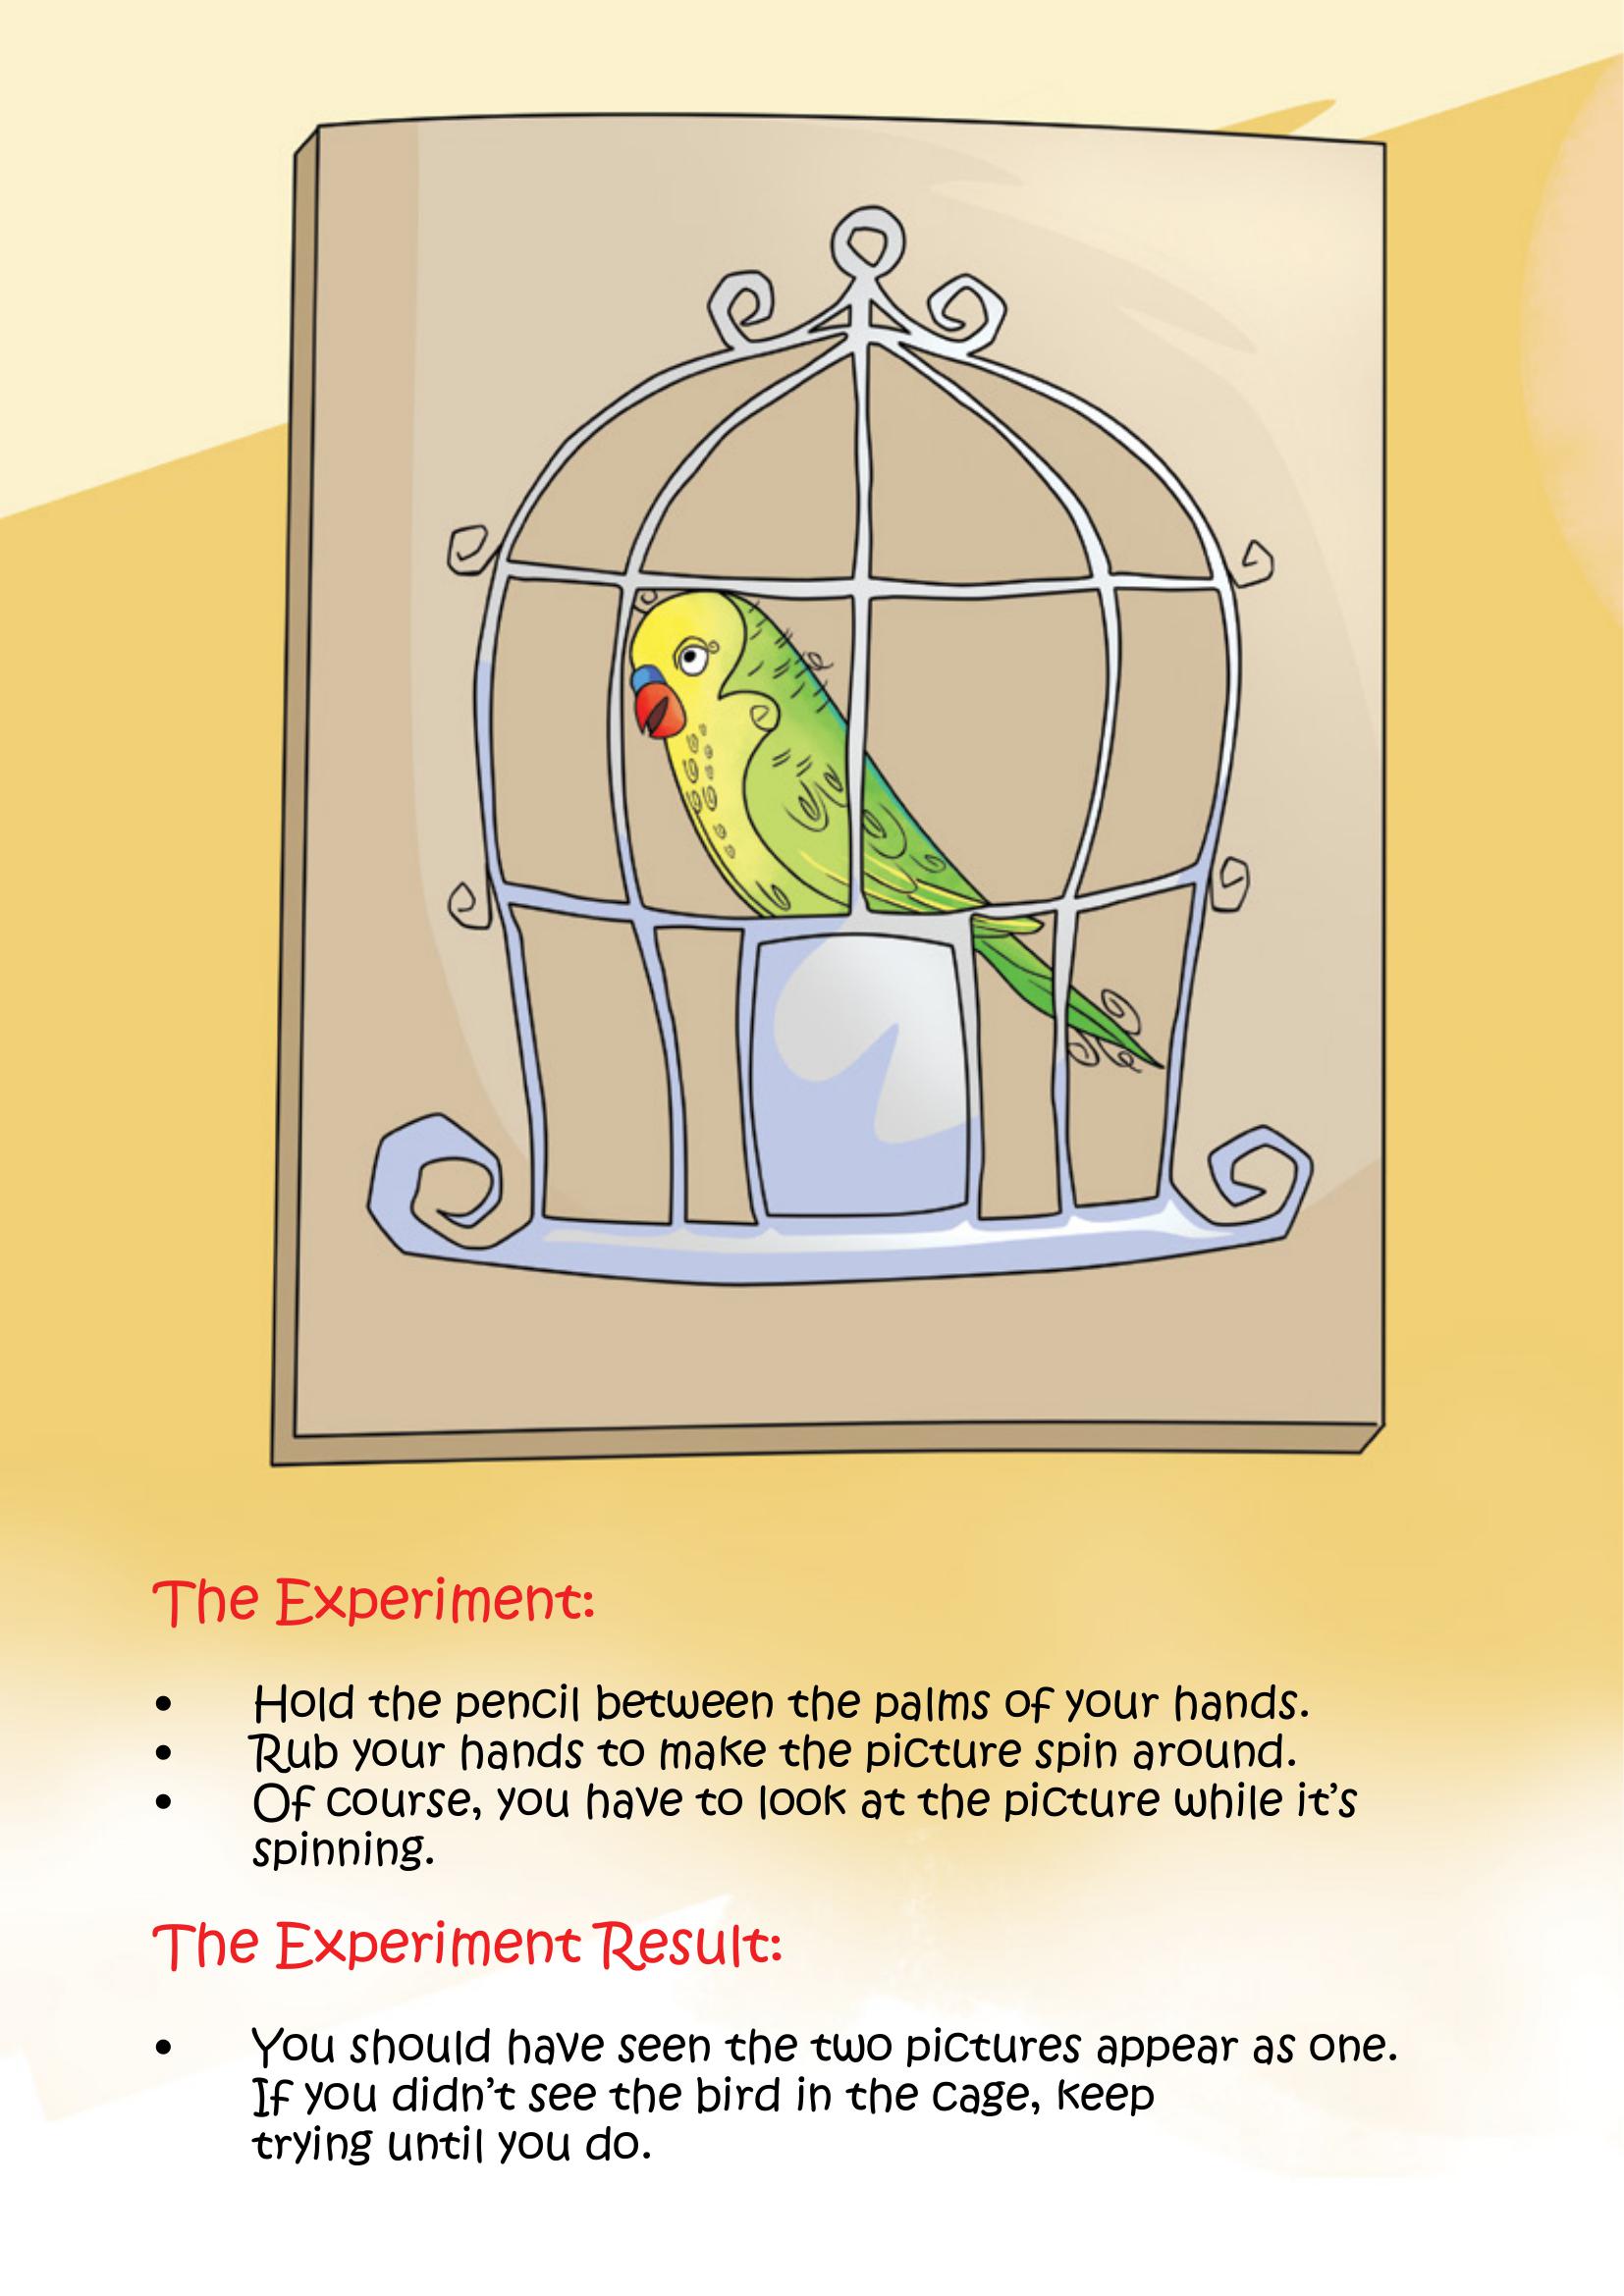 The Experiment:
• Hold the pencil between the palms of your hands.
• Rub your hands to make the picture spin around.
• Of course, you have to look at the picture while it’s
spinning.
The Experiment Result:
• You should have seen the two pictures appear as one.
If you didn’t see the bird in the cage, keep
trying until you do.